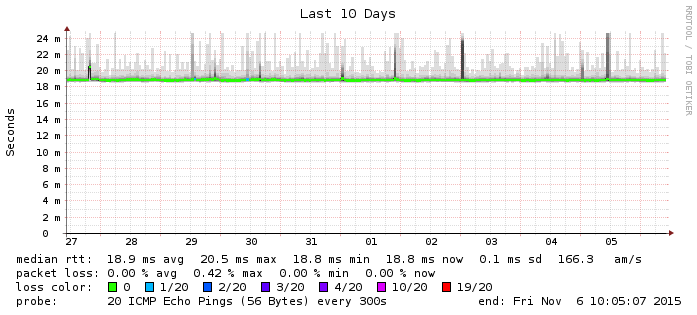 Last 10 Days
RRDTOOL / TOBI OETIKER
Seconds
24 m
22 m
20 m
18 m
16 m
14 m
12 m
10 m
8 m
6 m
4 m
2 m
0
27 28 29 30 31 01 02 03 04 05
median rtt: 18.9 ms avg 20.5 ms max 18.8 ms min 18.8 ms now 0.1 ms sd 166.3 am/s
packet loss: 0.00 % avg 0.42 % max 0.00 % min 0.00 % now
loss color: 0 1/20 2/20 3/20 4/20 10/20 19/20
probe: 20 ICMP Echo Pings (56 Bytes) every 300s end: Fri Nov 6 10:05:07 2015